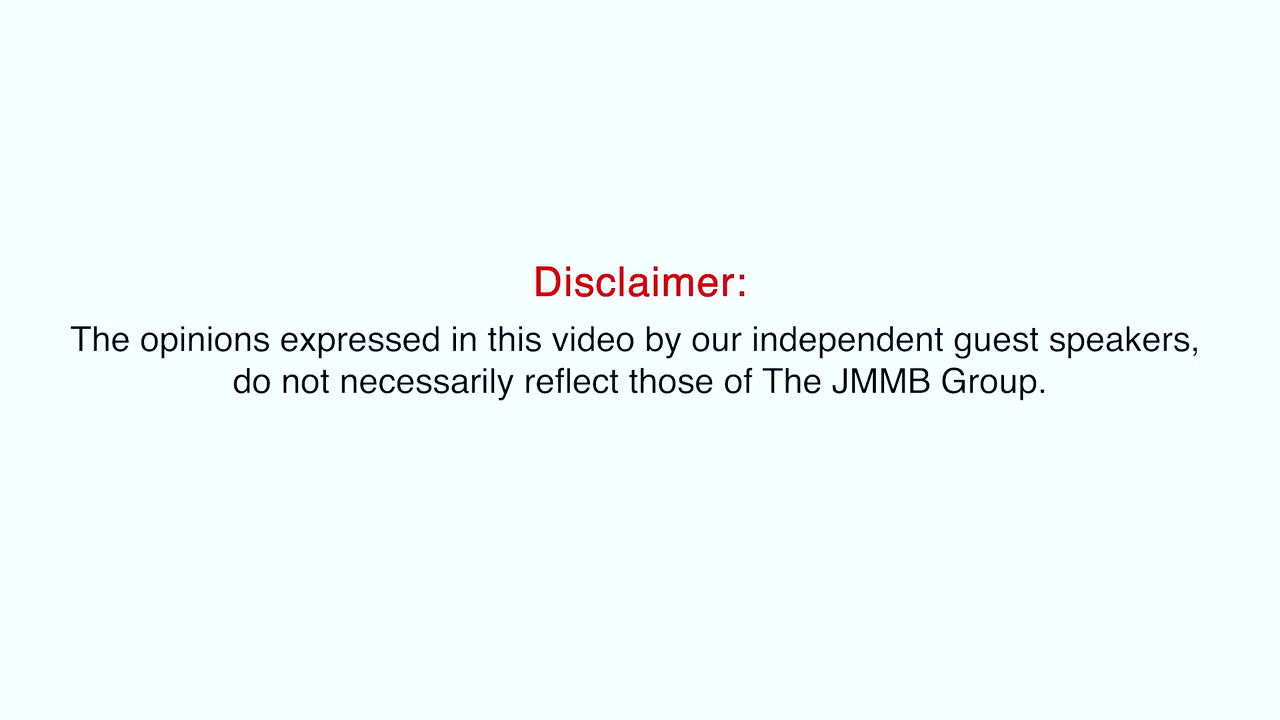 Disclaimer:
The opinions expressed in this video by our independent guest speakers,
do not necessarily reflect those of The JMMB Group.